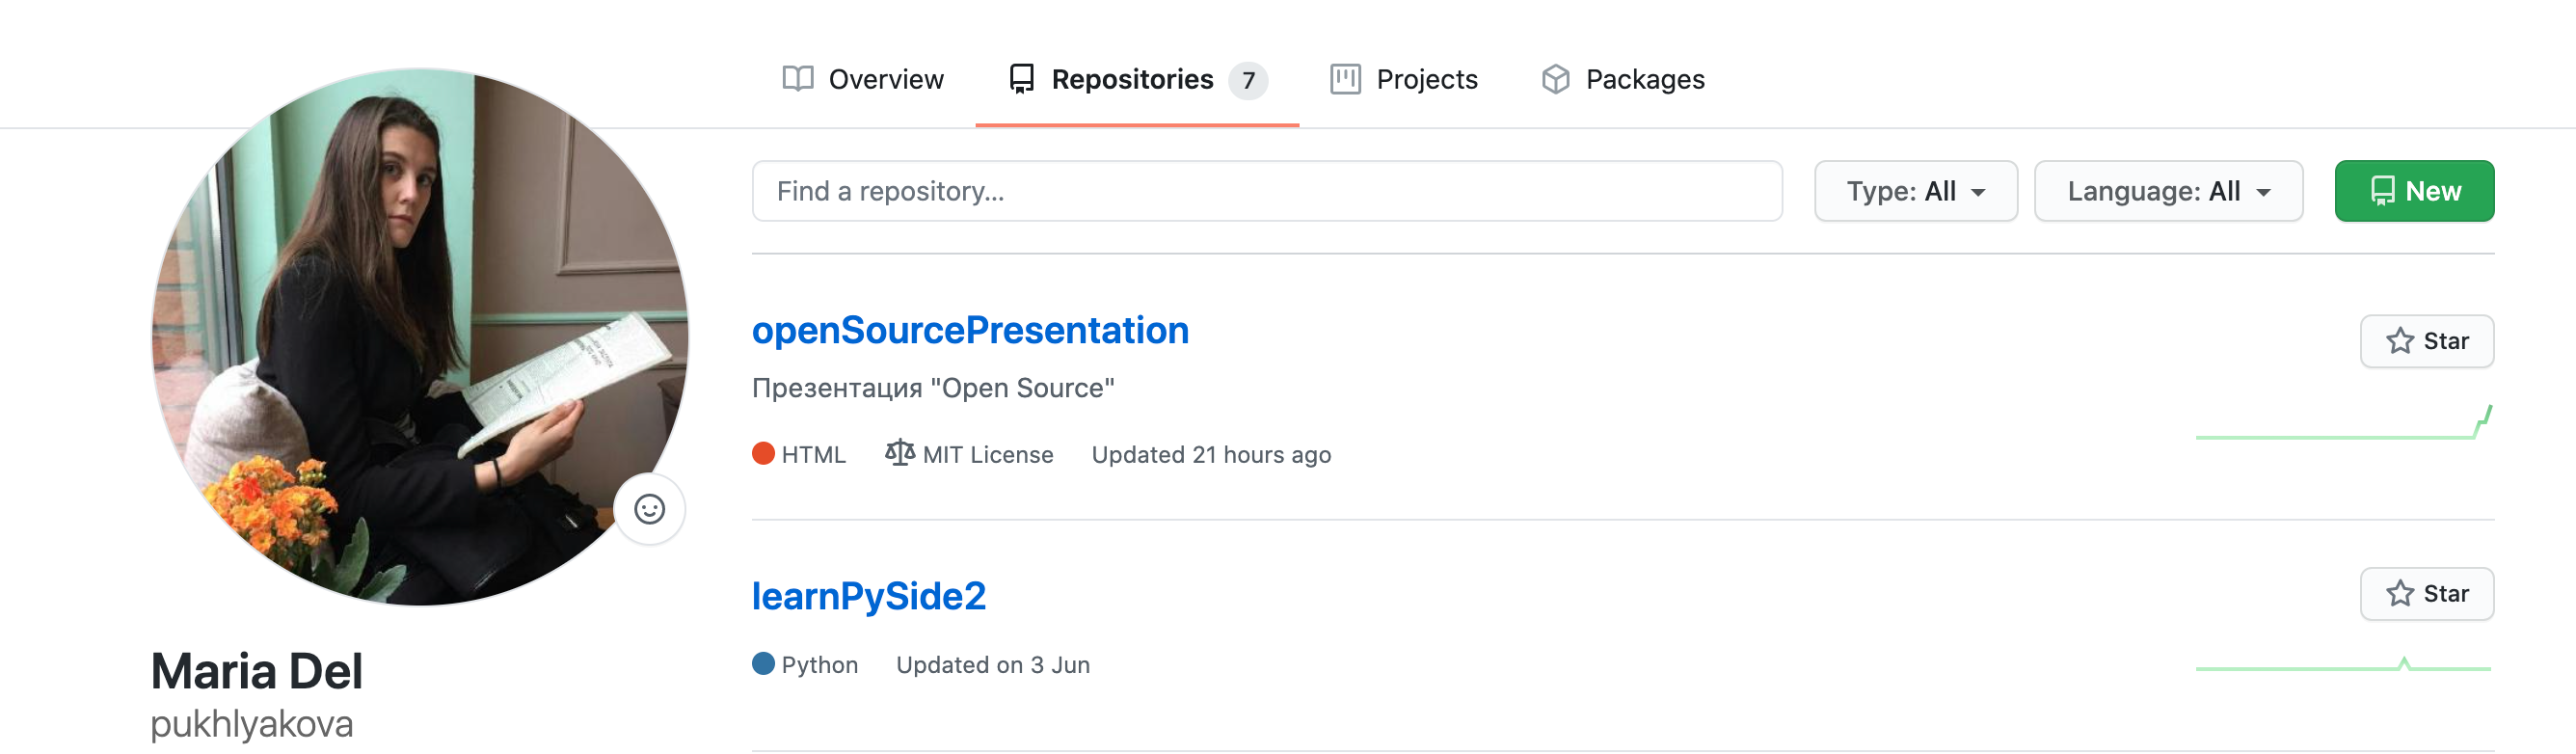 Overview Repositories 7 Projects Packages
Find a repository... Type: All Language: All New
openSourcePresentation
Star
Презентация "Open Source"
HTML MIT License Updated 21 hours ago
learnPySide2
Star
Python Updated on 3 Jun
Maria Del
pukhlyakova